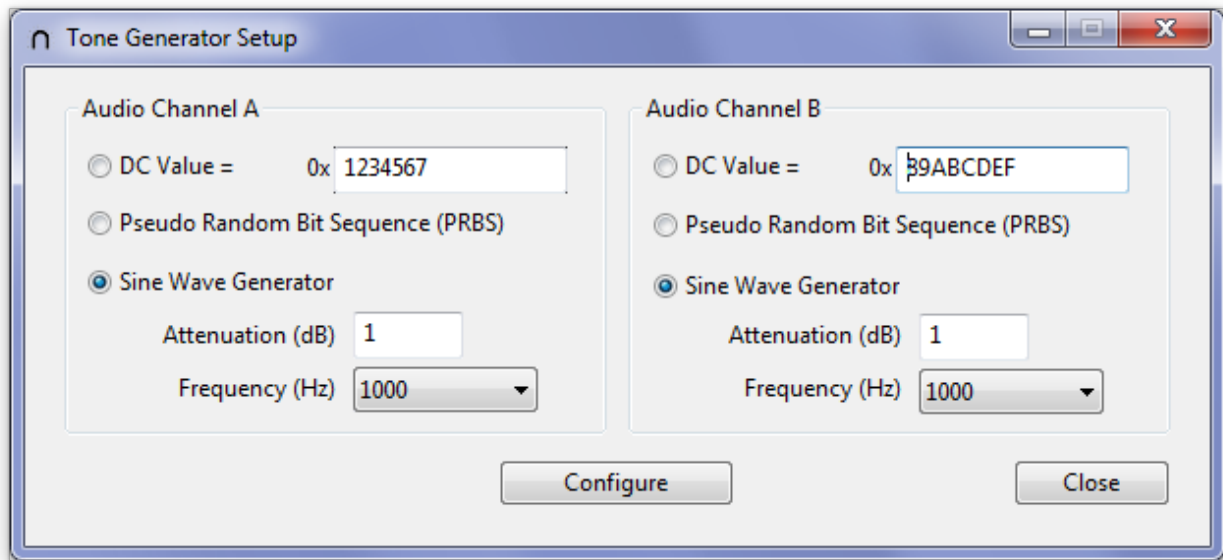 Tone Generator Setup
Audio Channel A
DC Value = 0x 1234567
Pseudo Random Bit Sequence (PRBS)
Sine Wave Generator
Attenuation (dB) 1
Frequency (Hz) 1000
Audio Channel B
DC Value = 0x 89ABCDEF
Pseudo Random Bit Sequence (PRBS)
Sine Wave Generator
Attenuation (dB) 1
Frequency (Hz) 1000
Configure
Close